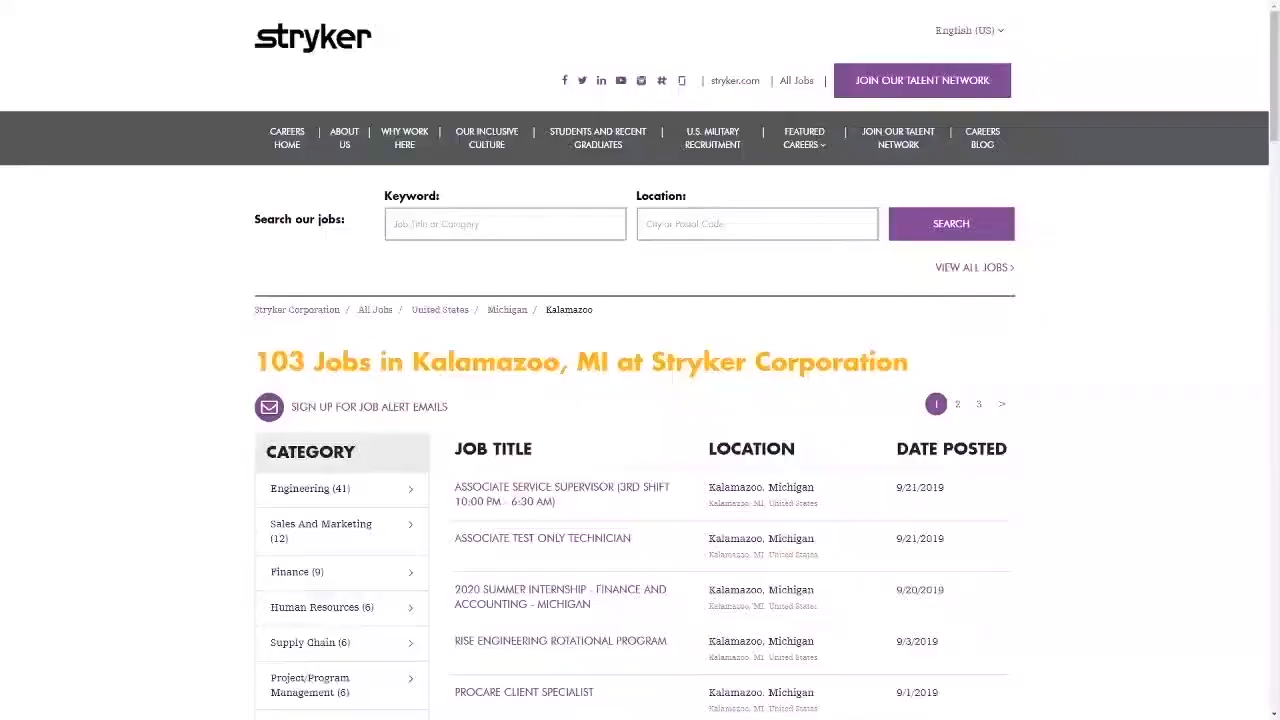 stryker
English (US)
stryker.com | All Jobs |
JOIN OUR TALENT NETWORK
CAREERS HOME | ABOUT US | WHY WORK HERE | OUR INCLUSIVE CULTURE | STUDENTS AND RECENT GRADUATES | U.S. MILITARY RECRUITMENT | FEATURED CAREERS | JOIN OUR TALENT NETWORK | CAREERS BLOG
Keyword:
Location:
Search our jobs:
Job Title or Category
City or Postal Code
SEARCH
VIEW ALL JOBS >
Stryker Corporation / All Jobs / United States / Michigan / Kalamazoo
103 Jobs in Kalamazoo, MI at Stryker Corporation
SIGN UP FOR JOB ALERT EMAILS
1 2 3 >
CATEGORY
Engineering (41)
Sales And Marketing
(12)
Finance (9)
Human Resources (6)
Supply Chain (6)
Project/Program
Management (6)
JOB TITLE LOCATION DATE POSTED
ASSOCIATE SERVICE SUPERVISOR (3RD SHIFT Kalamazoo, Michigan 9/21/2019
10:00 PM - 6:30 AM) Kalamazoo, MI, United States
ASSOCIATE TEST ONLY TECHNICIAN Kalamazoo, Michigan 9/21/2019
Kalamazoo, MI, United States
2020 SUMMER INTERNSHIP - FINANCE AND Kalamazoo, Michigan 9/20/2019
ACCOUNTING - MICHIGAN Kalamazoo, MI, United States
RISE ENGINEERING ROTATIONAL PROGRAM Kalamazoo, Michigan 9/3/2019
Kalamazoo, MI, United States
PROCARE CLIENT SPECIALIST Kalamazoo, Michigan 9/1/2019
Kalamazoo, MI, United States